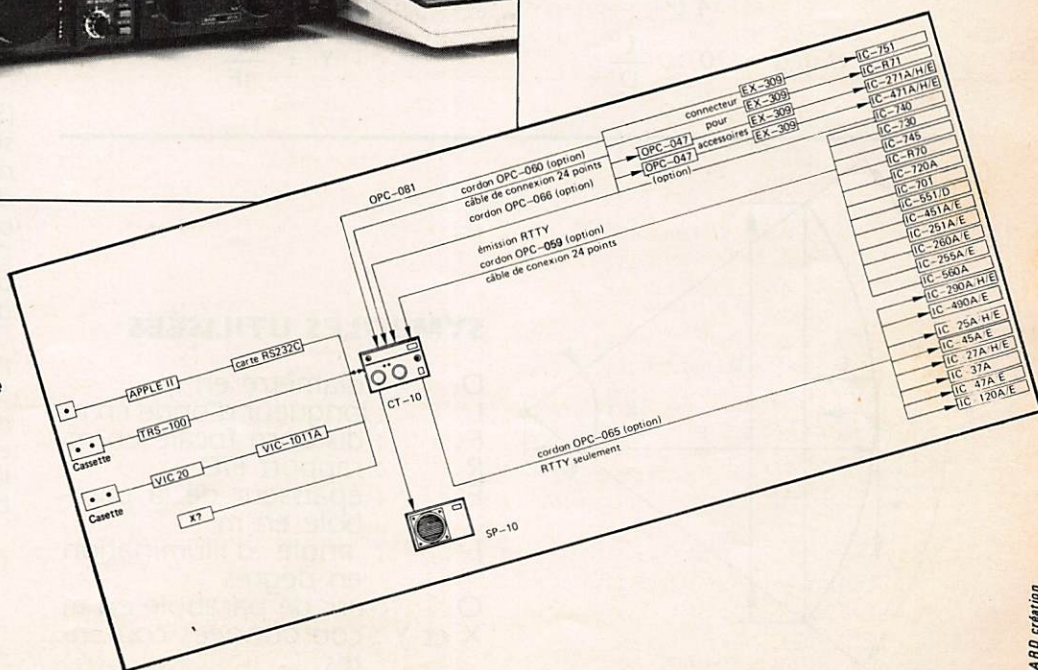 OPC-081
cordon OPC-060 (option)
câble de connexion 24 points
cordon OPC-066 (option)
connecteur
pour
accessoires
(option)
OPC-047
OPC-047
EX-309
EX-309
EX-309
EX-309
émission RTTY
cordon OPC-059 (option)
câble de conexion 24 points
IC-751
IC-R71
IC-271A/H/E
IC-471A/H/E
IC-740
IC-730
IC-745
IC-R70
IC-720A
IC-701
IC-551/D
IC-451A/E
IC-251A/E
IC-260A/E
IC-255A/E
IC-560A
IC-290A/H/E
IC-490A/E
IC 25A/H/E
IC-45A/E
IC 27A/H/E
IC 37A
IC 47A E
IC 120A/E
APPLE II
carte RS232C
TRS-100
Cassette
VIC 20
VIC-1011A
Casette
X?
CT-10
SP-10
cordon OPC-065 (option)
RTTY seulement
ARD création